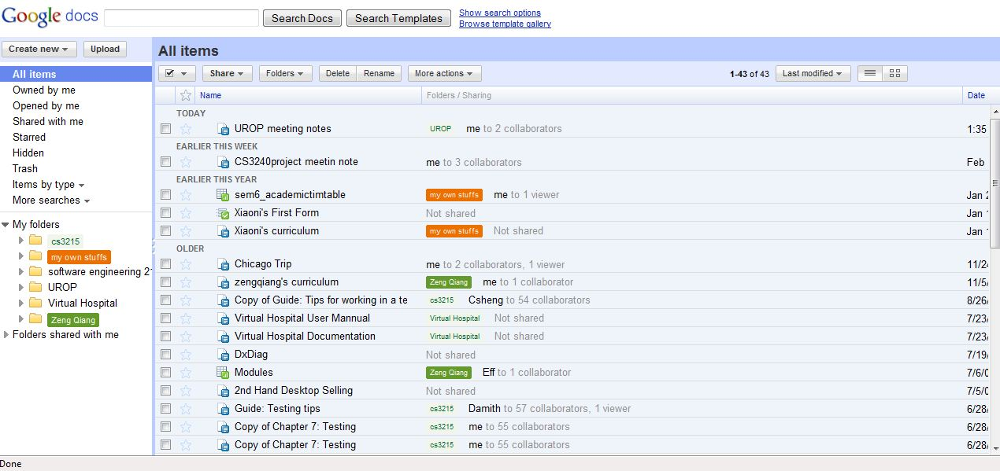 Google docs Search Docs Search Templates Show search options
Browse template gallery
Create new Upload All items
All items
Owned by me
Opened by me
Shared with me
Starred
Hidden
Trash
Items by type
More searches
My folders
cs3215
my own stuffs
software engineering
UROP
Virtual Hospital
Zeng Qiang
Folders shared with me
Share Folders Delete Rename More actions 1-43 of 43 Last modified
Name Folders / Sharing Date
TODAY
UROP meeting notes UROP me to 2 collaborators 1:35
EARLIER THIS WEEK
CS3240project meetin note me to 3 collaborators Feb
EARLIER THIS YEAR
sem6_academictimtable my own stuffs me to 1 viewer Jan
Xiaoni's First Form Not shared Jan
Xiaoni's curriculum my own stuffs Not shared Jan
OLDER
Chicago Trip me to 2 collaborators, 1 viewer 11/24
zengqiang's curriculum Zeng Qiang me to 1 collaborator 11/5/
Copy of Guide: Tips for working in a te cs3215 Csheng to 54 collaborators 8/26/
Virtual Hospital User Mannual Virtual Hospital Not shared 7/23/
Virtual Hospital Documentation Virtual Hospital Not shared 7/23/
DxDiag Not shared 7/19/
Modules Zeng Qiang Eff to 1 collaborator 7/6/0
2nd Hand Desktop Selling Not shared 7/5/0
Guide: Testing tips cs3215 Damith to 57 collaborators, 1 viewer 6/28/
Copy of Chapter 7: Testing cs3215 me to 55 collaborators 6/28/
Copy of Chapter 7: Testing cs3215 me to 55 collaborators 6/28/
Done